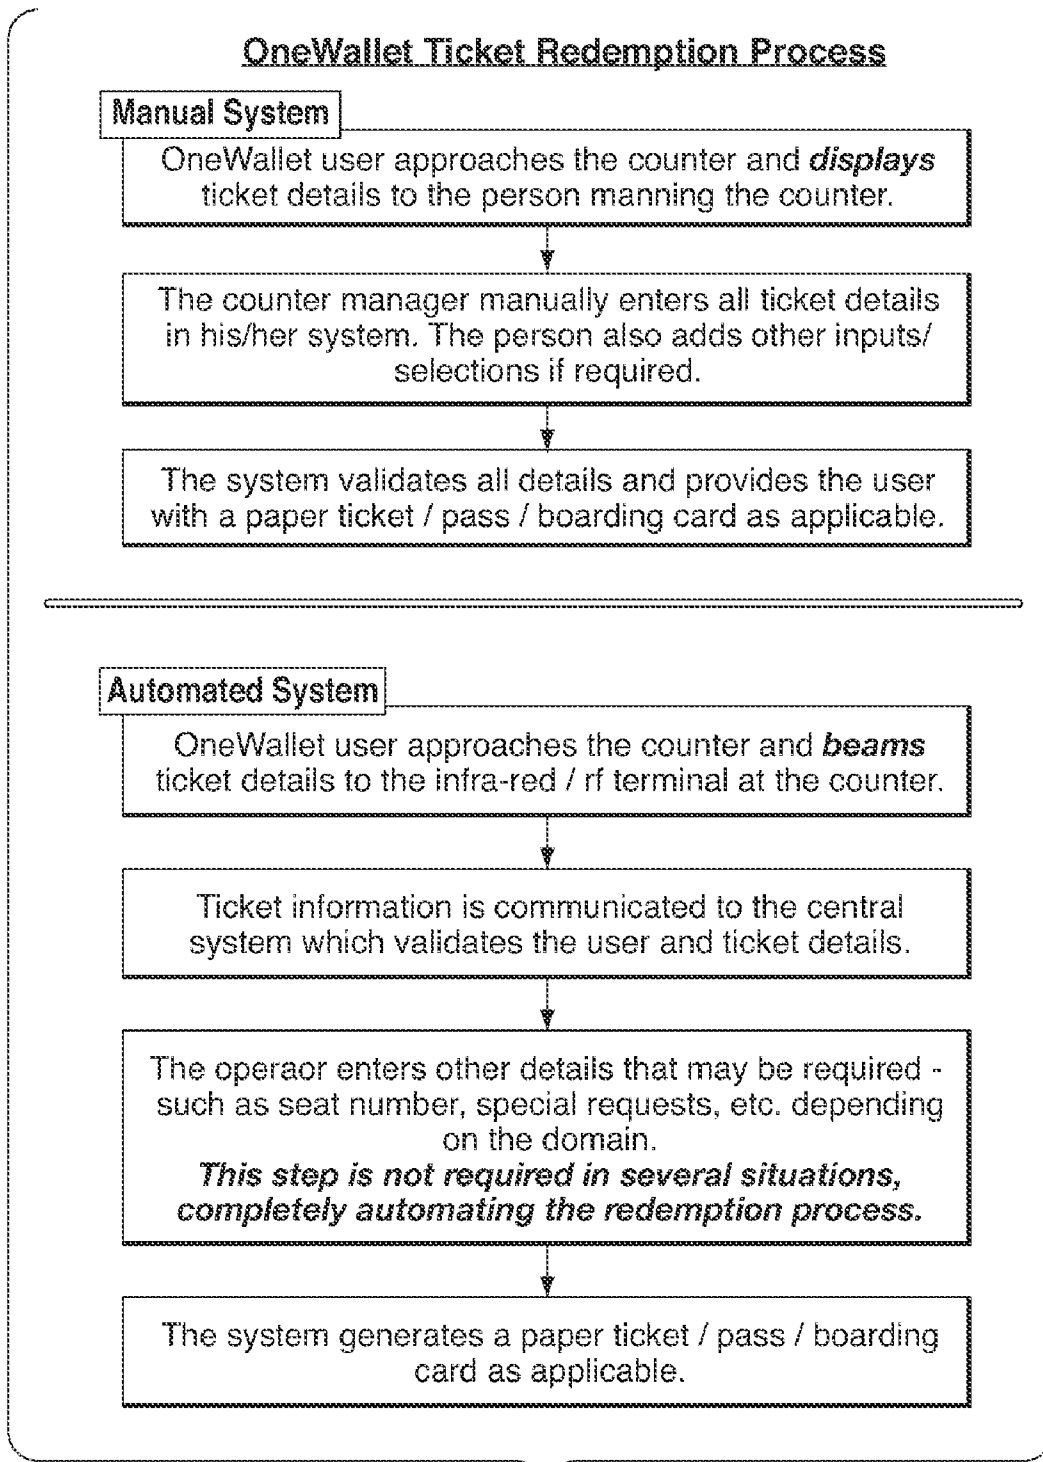 OneWallet Ticket Redemption Process
Manual System
OneWallet user approaches the counter and displays
ticket details to the person manning the counter.
The counter manager manually enters all ticket details
in his/her system. The person also adds other inputs/
selections if required.
The system validates all details and provides the user
with a paper ticket / pass / boarding card as applicable.
Automated System
OneWallet user approaches the counter and beams
ticket details to the infra-red / rf terminal at the counter.
Ticket information is communicated to the central
system which validates the user and ticket details.
The operaor enters other details that may be required -
such as seat number, special requests, etc. depending
on the domain.
This step is not required in several situations,
completely automating the redemption process.
The system generates a paper ticket / pass / boarding
card as applicable.